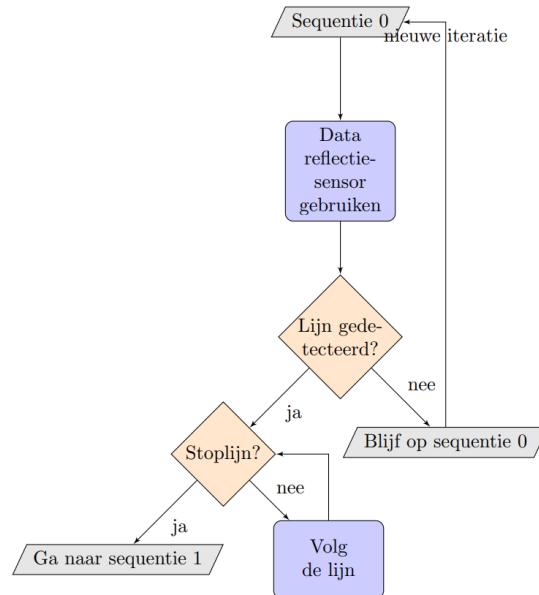 Sequentie 0
nieuwe iteratie
Data
reflectie-
sensor
gebruiken
Lijn gede-
tecteerd?
nee
ja
Blijf op sequentie 0
Stoplijn?
nee
ja
Ga naar sequentie 1
Volg
de lijn